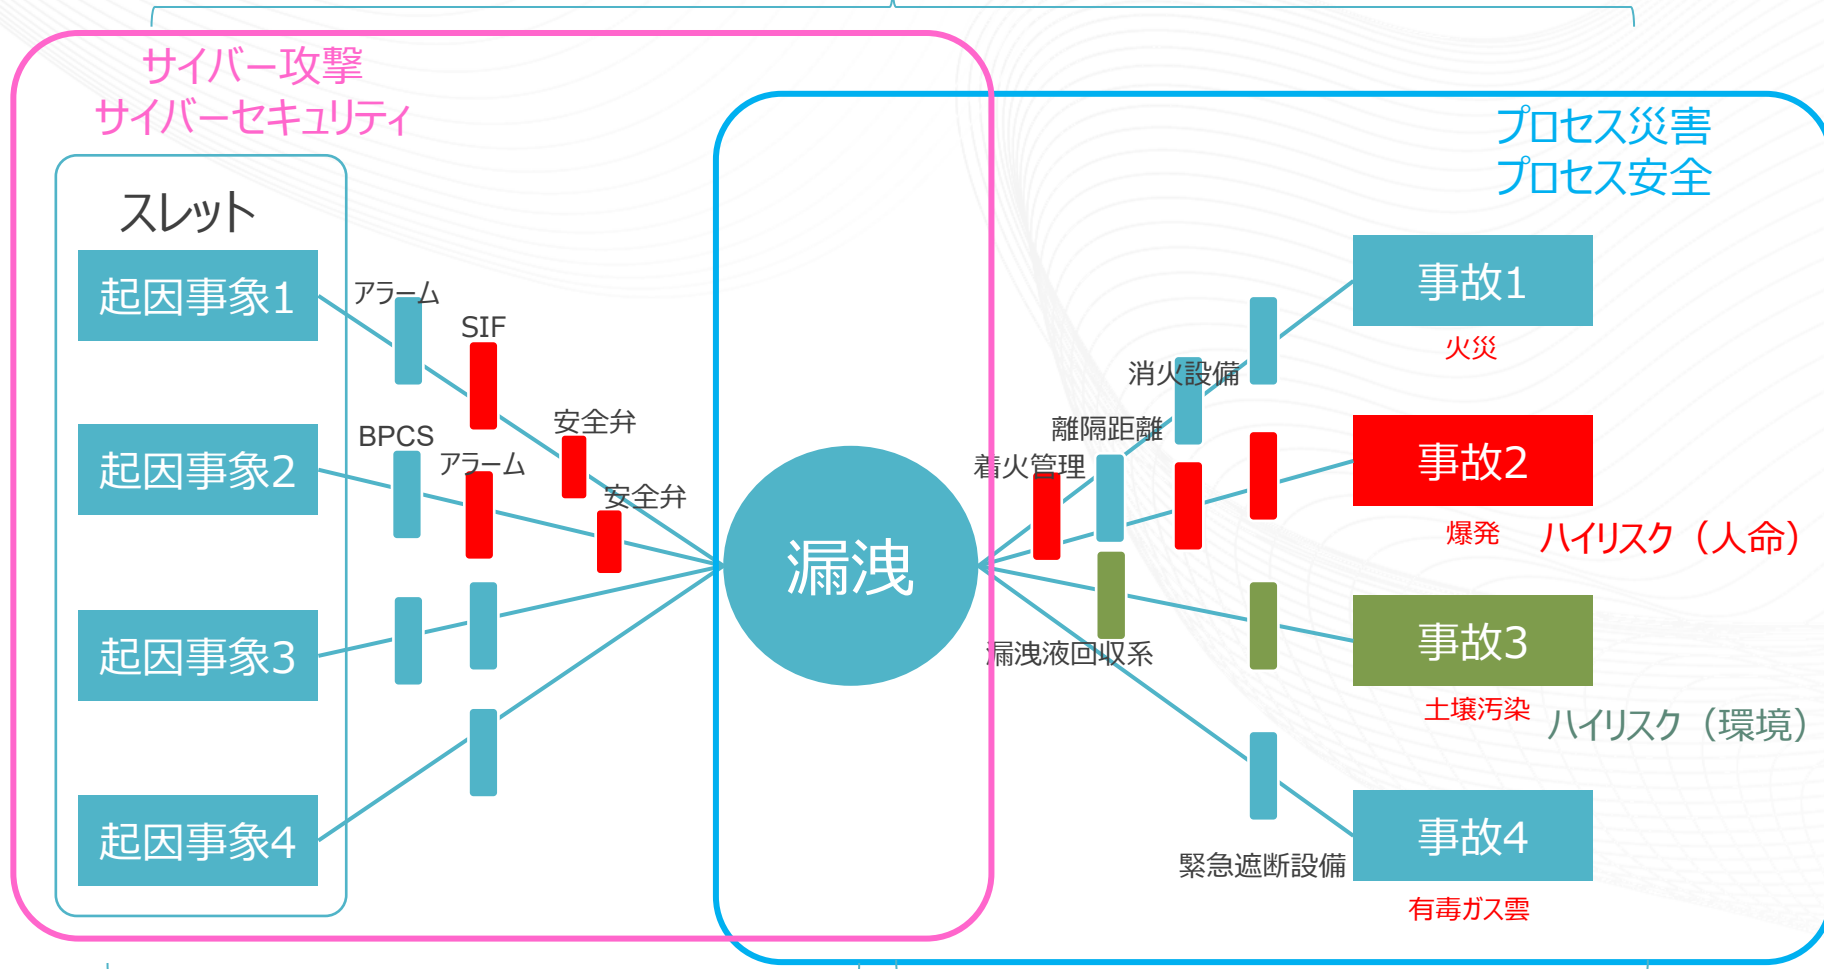 サイバー攻撃
サイバーセキュリティ
プロセス災害
プロセス安全
スレット
起因事象1
起因事象2
起因事象3
起因事象4
アラーム
SIF
安全弁
BPCS
アラーム
安全弁
漏洩
消火設備
離隔距離
着火管理
漏洩液回収系
緊急遮断設備
事故1
火災
事故2
爆発
ハイリスク（人命）
事故3
土壌汚染
ハイリスク（環境）
事故4
有毒ガス雲